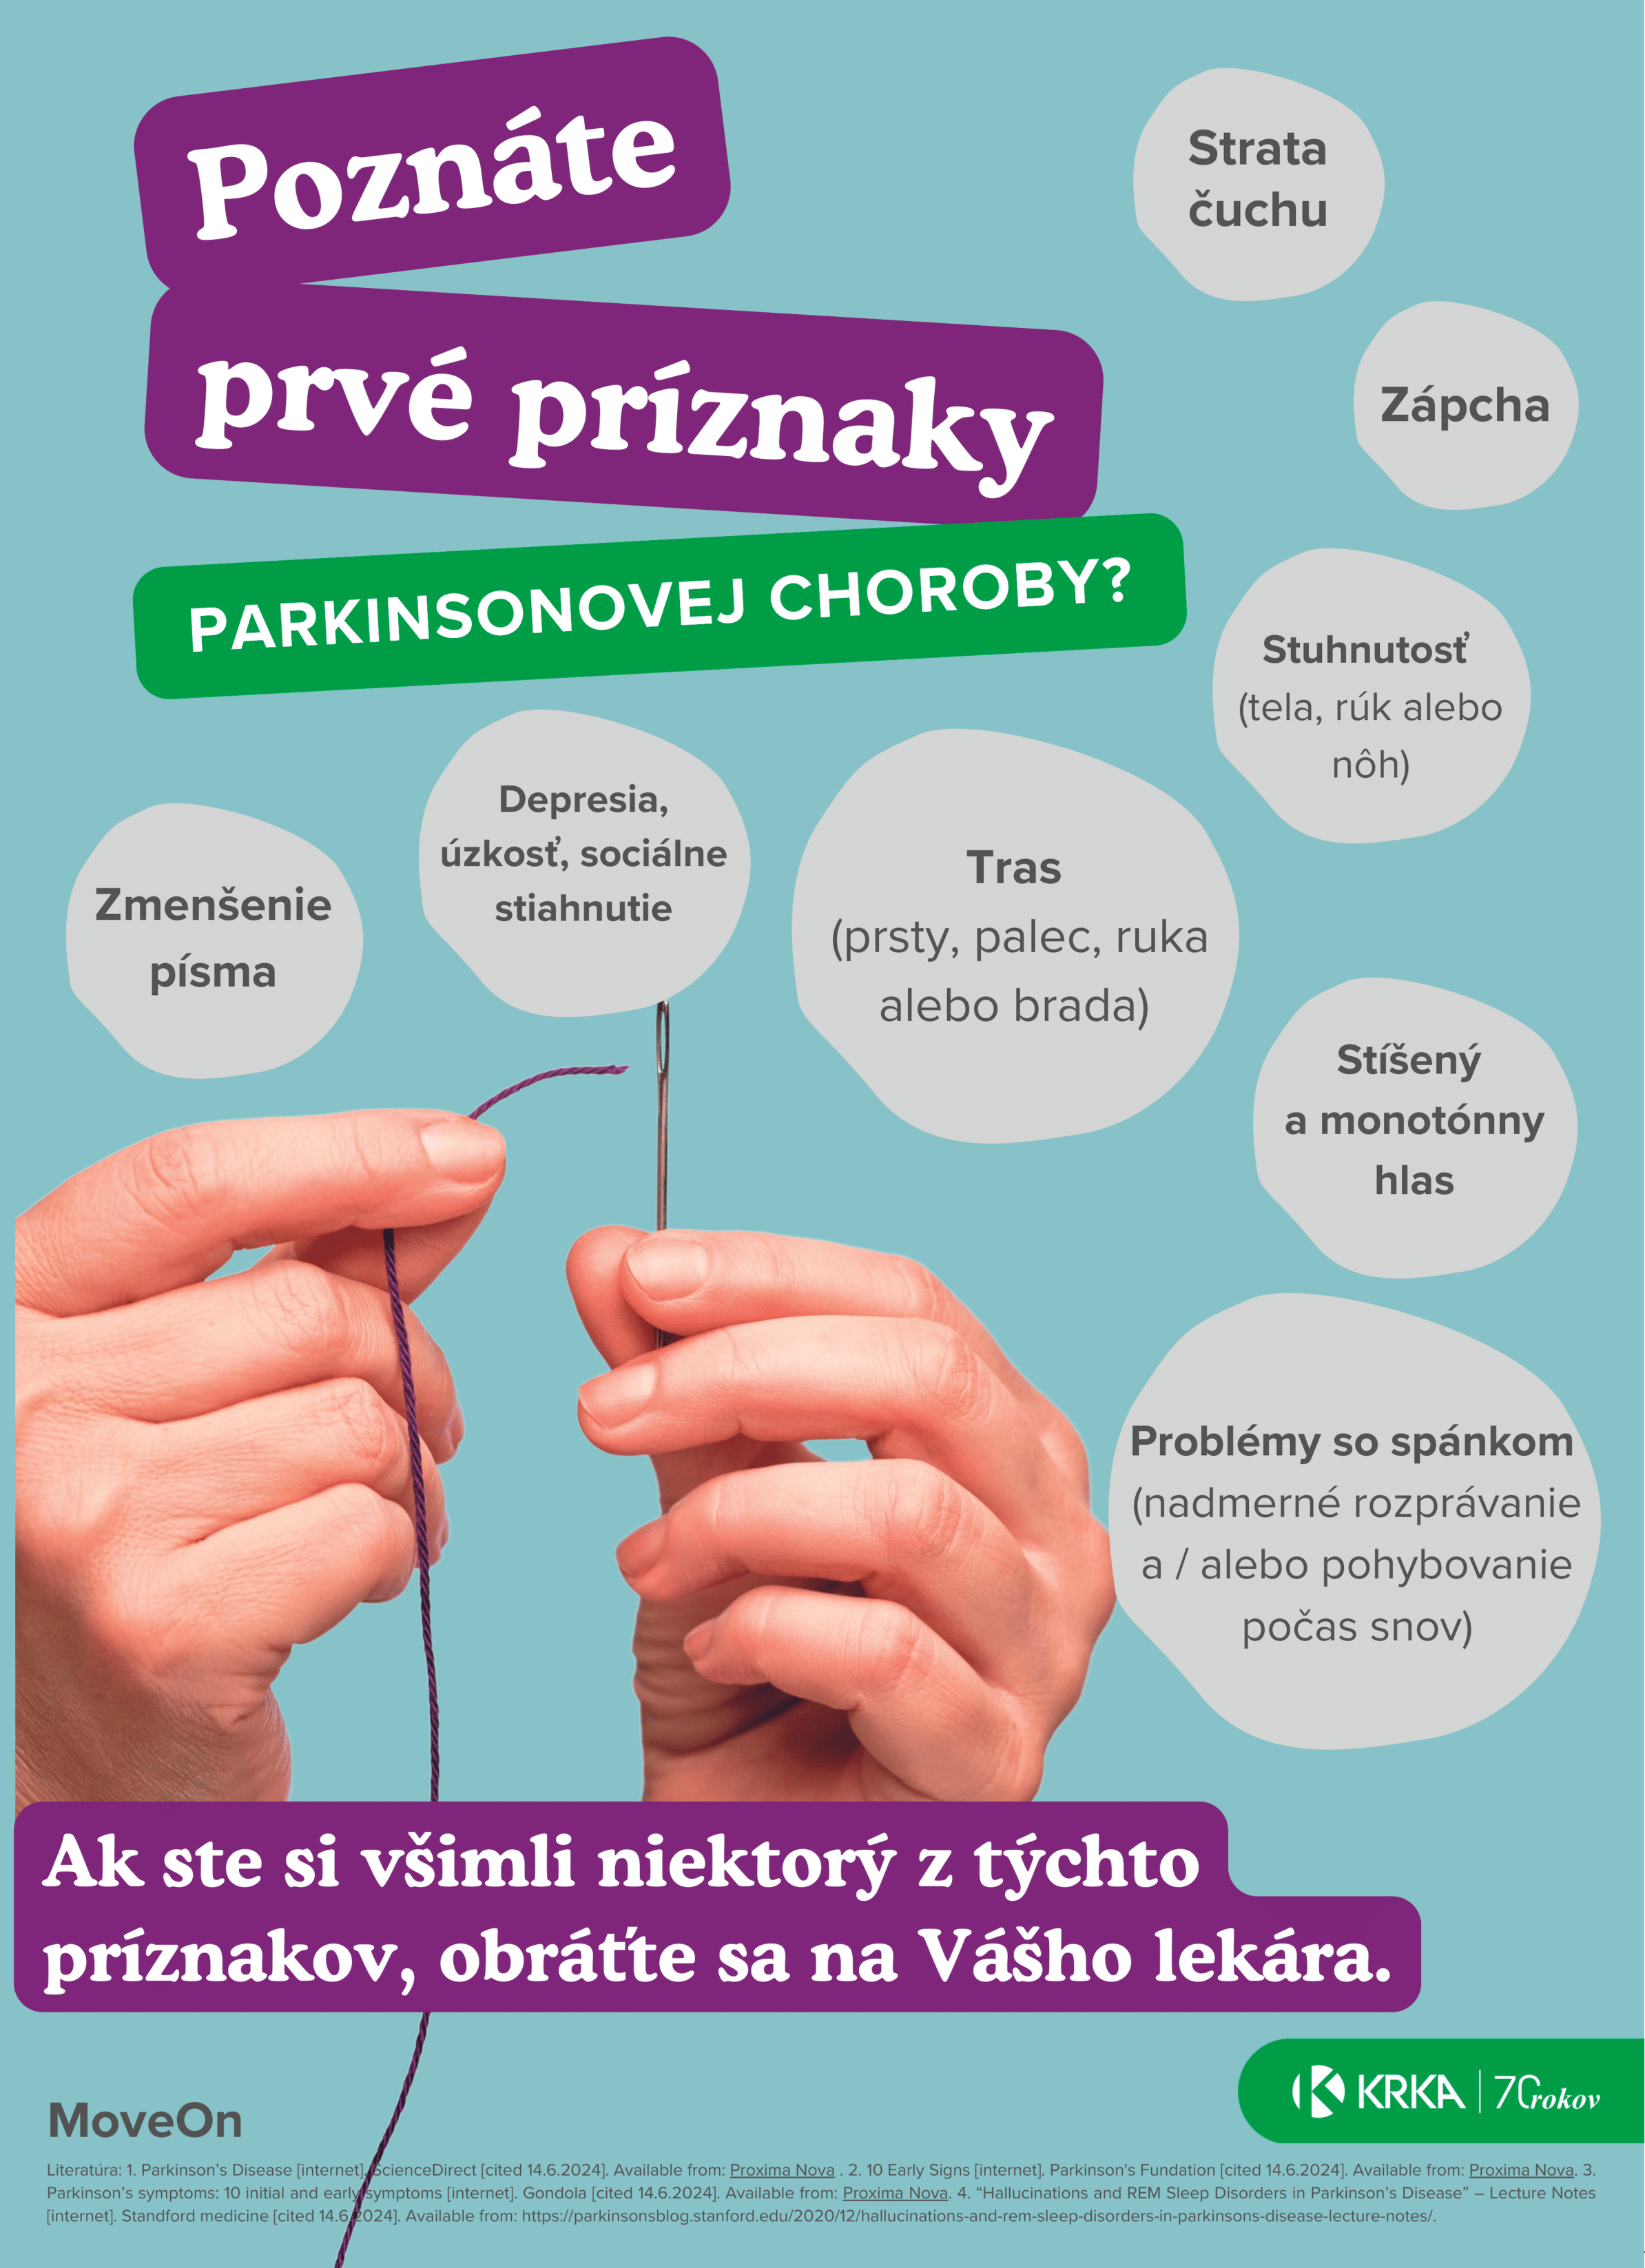 Poznáte
prvé príznaky
PARKINSONOVEJ CHOROBY?
Strata
čuchu
Zápcha
Stuhnutosť
(tela, rúk alebo
nôh)
Depresia,
úzkosť, sociálne
stiahnutie
Zmenšenie
písma
Tras
(prsty, palec, ruka
alebo brada)
Stíšený
a monotónny
hlas
Problémy so spánkom
(nadmerné rozprávanie
a / alebo pohybovanie
počas snov)
Ak ste si všimli niektorý z týchto
príznakov, obráťte sa na Vášho lekára.
KRKA | 70 rokov
MoveOn
Literatúra: 1. Parkinson's Disease [internet]. ScienceDirect [cited 14.6.2024]. Available from: Proxima Nova . 2. 10 Early Signs [internet]. Parkinson's Fundation [cited 14.6.2024]. Available from: Proxima Nova. 3.
Parkinson's symptoms: 10 initial and early symptoms [internet]. Gondola [cited 14.6.2024]. Available from: Proxima Nova. 4. “Hallucinations and REM Sleep Disorders in Parkinson's Disease” – Lecture Notes
[internet]. Standford medicine [cited 14.6.2024]. Available from: https://parkinsonsblog.stanford.edu/2020/12/hallucinations-and-rem-sleep-disorders-in-parkinsons-disease-lecture-notes/.